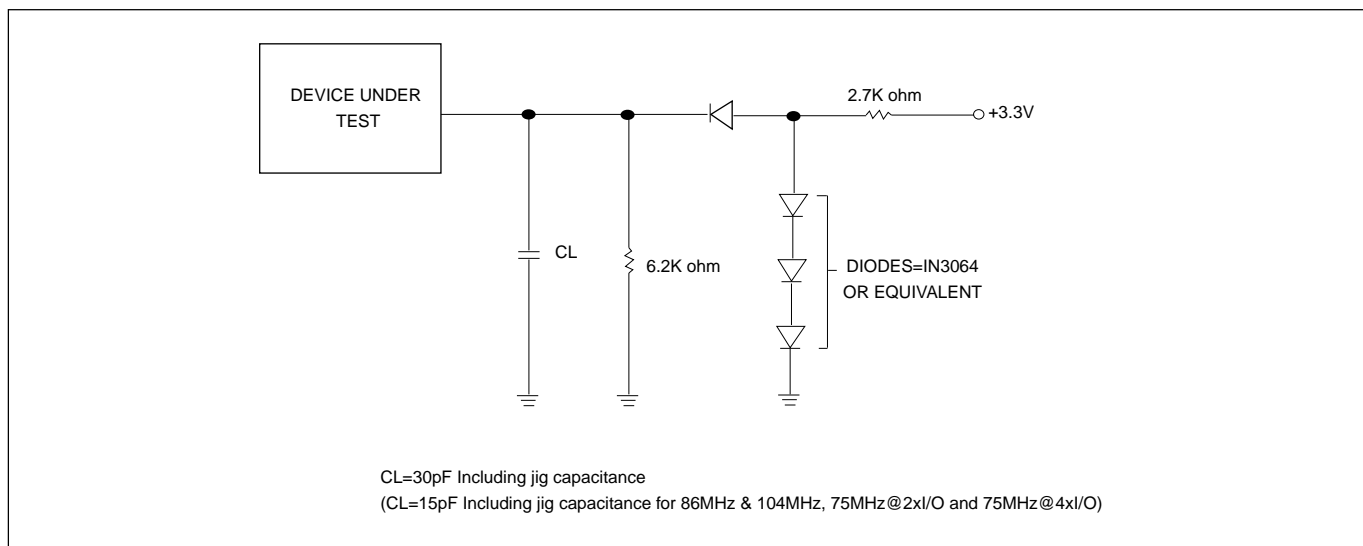 DEVICE UNDER
TEST
2.7K ohm
+3.3V
CL
6.2K ohm
DIODES=IN3064
OR EQUIVALENT
CL=30pF Including jig capacitance
(CL=15pF Including jig capacitance for 86MHz & 104MHz, 75MHz@2xI/O and 75MHz@4xI/O)